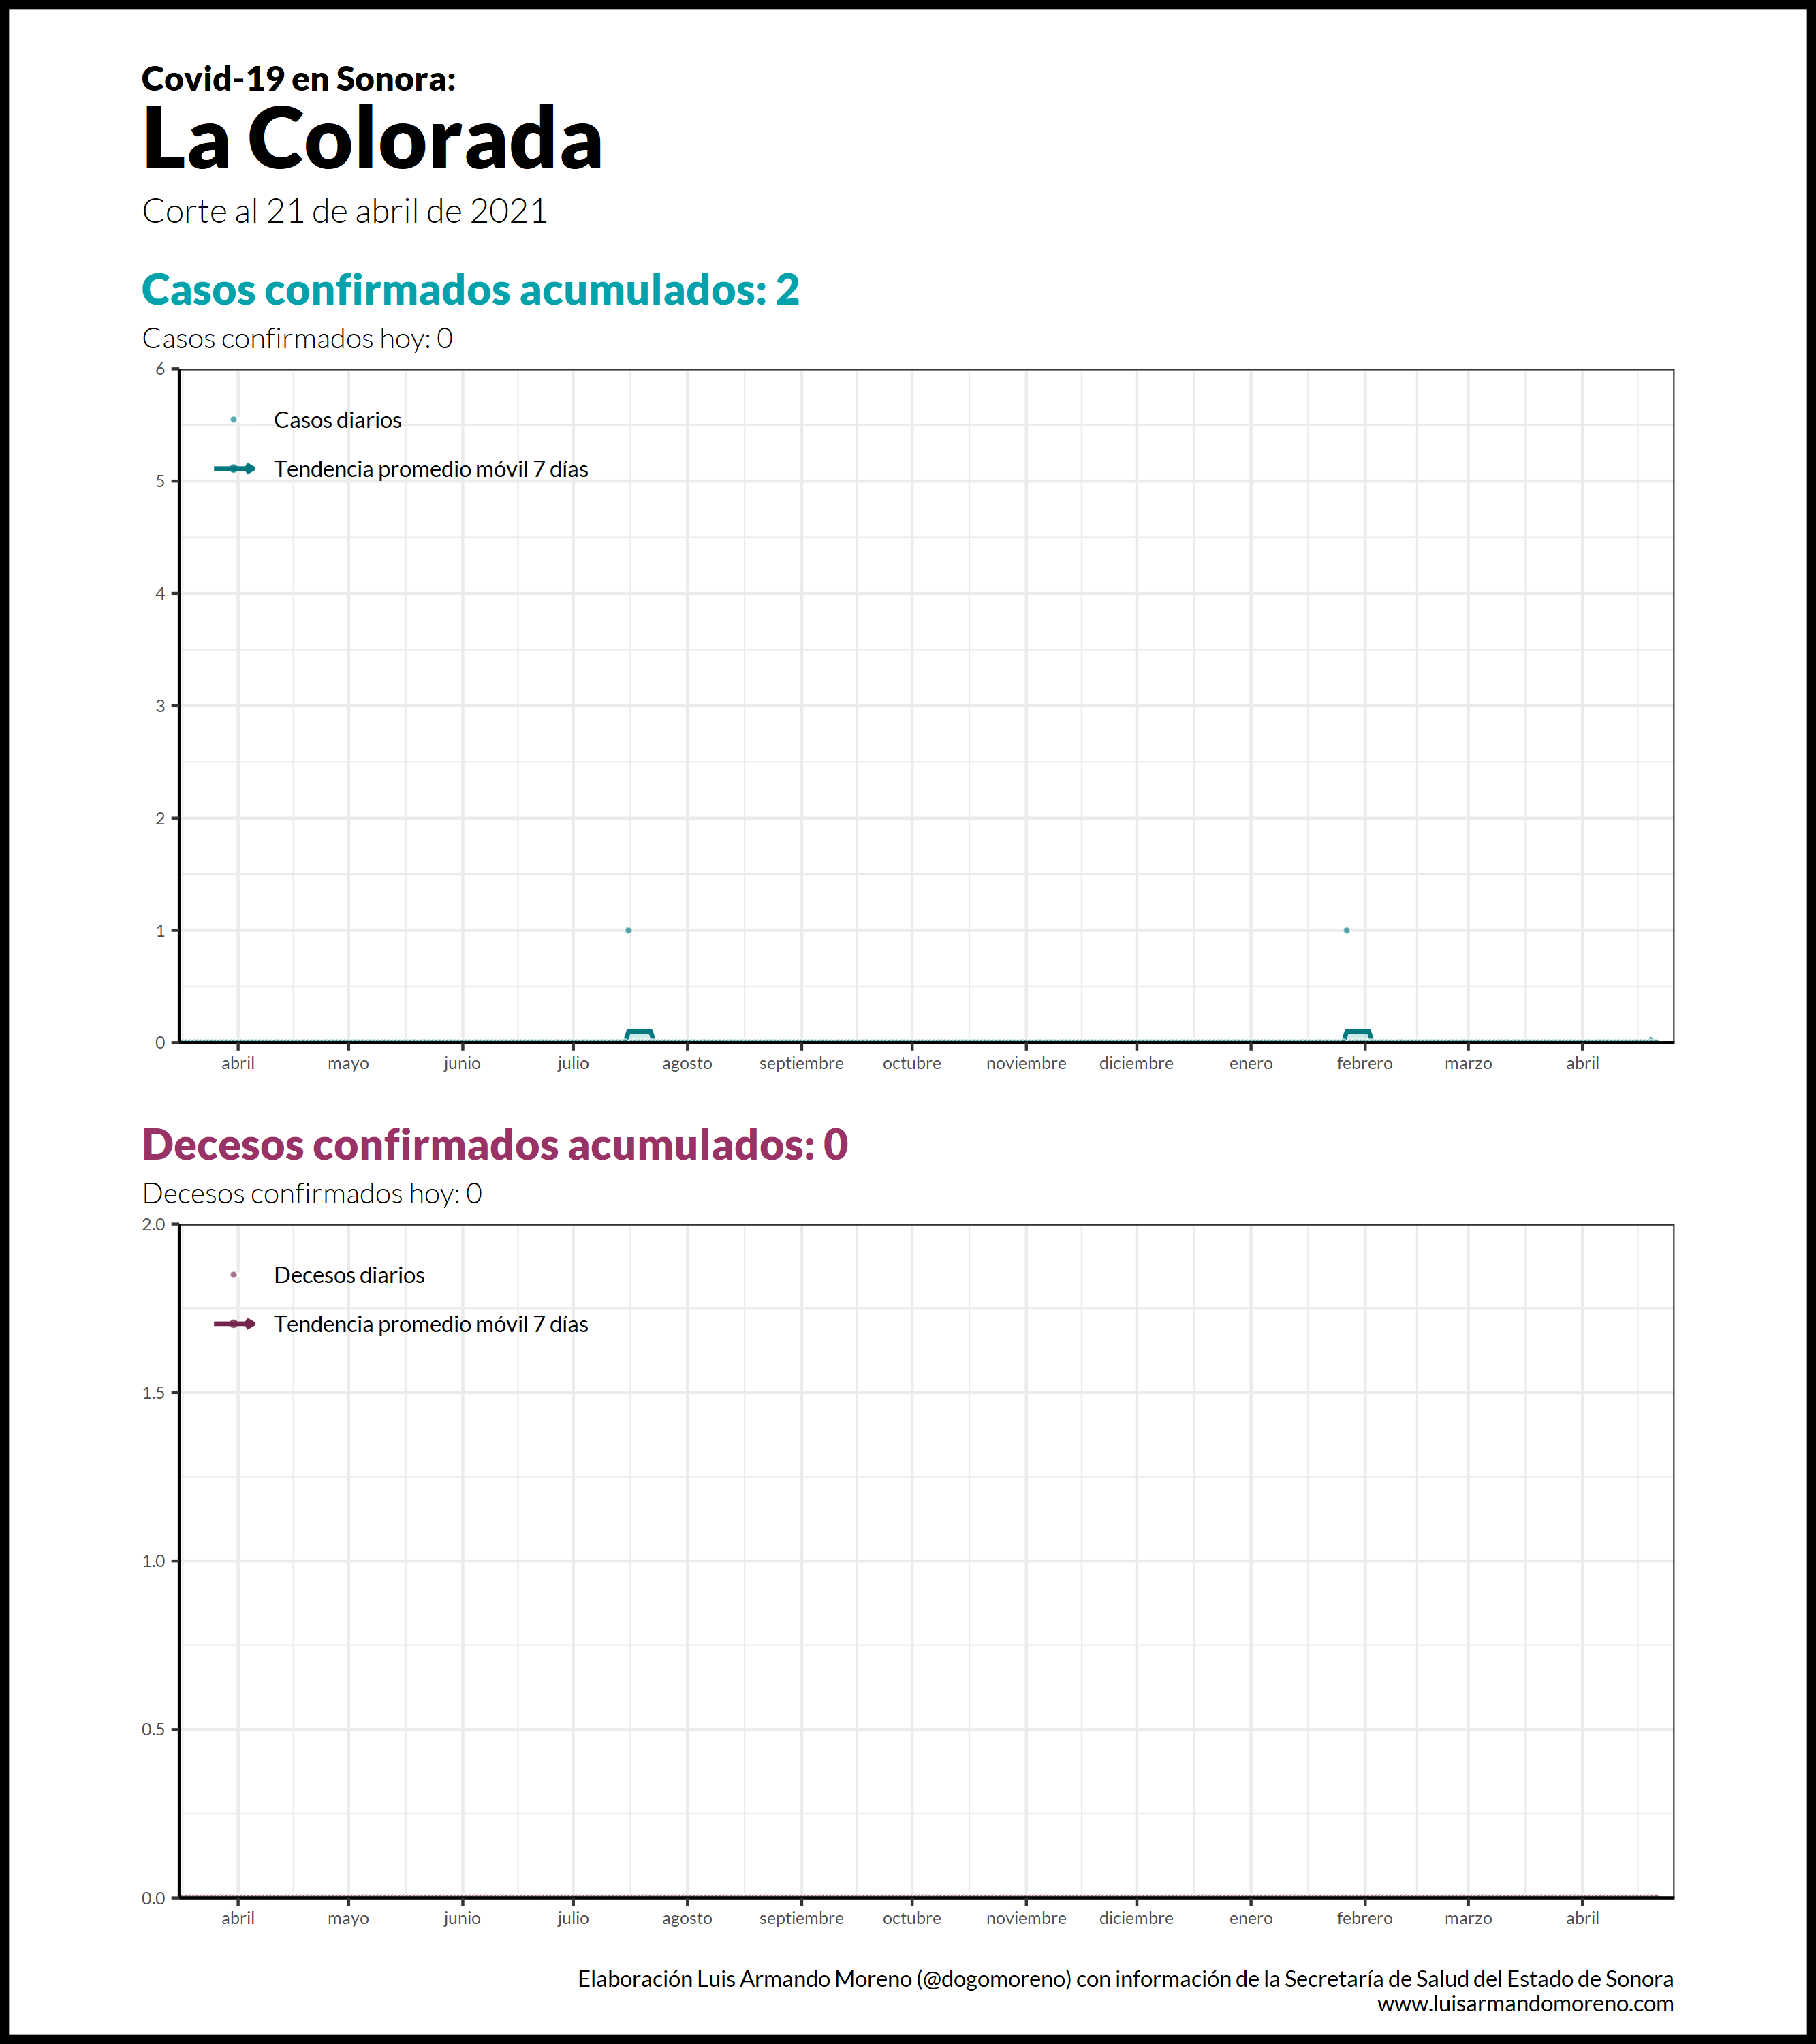 Covid-19 en Sonora:
La Colorada
Corte al 21 de abril de 2021
Casos confirmados acumulados: 2
Casos confirmados hoy: 0
6
Casos diarios
Tendencia promedio móvil 7 días
5
4
3
2
1
0
abril mayo junio julio agosto septiembre octubre noviembre diciembre enero febrero marzo abril
Decesos confirmados acumulados: 0
Decesos confirmados hoy: 0
2.0
Decesos diarios
Tendencia promedio móvil 7 días
1.5
1.0
0.5
0.0
abril mayo junio julio agosto septiembre octubre noviembre diciembre enero febrero marzo abril
Elaboración Luis Armando Moreno (@dogomoreno) con información de la Secretaría de Salud del Estado de Sonora
www.luisarmandomoreno.com